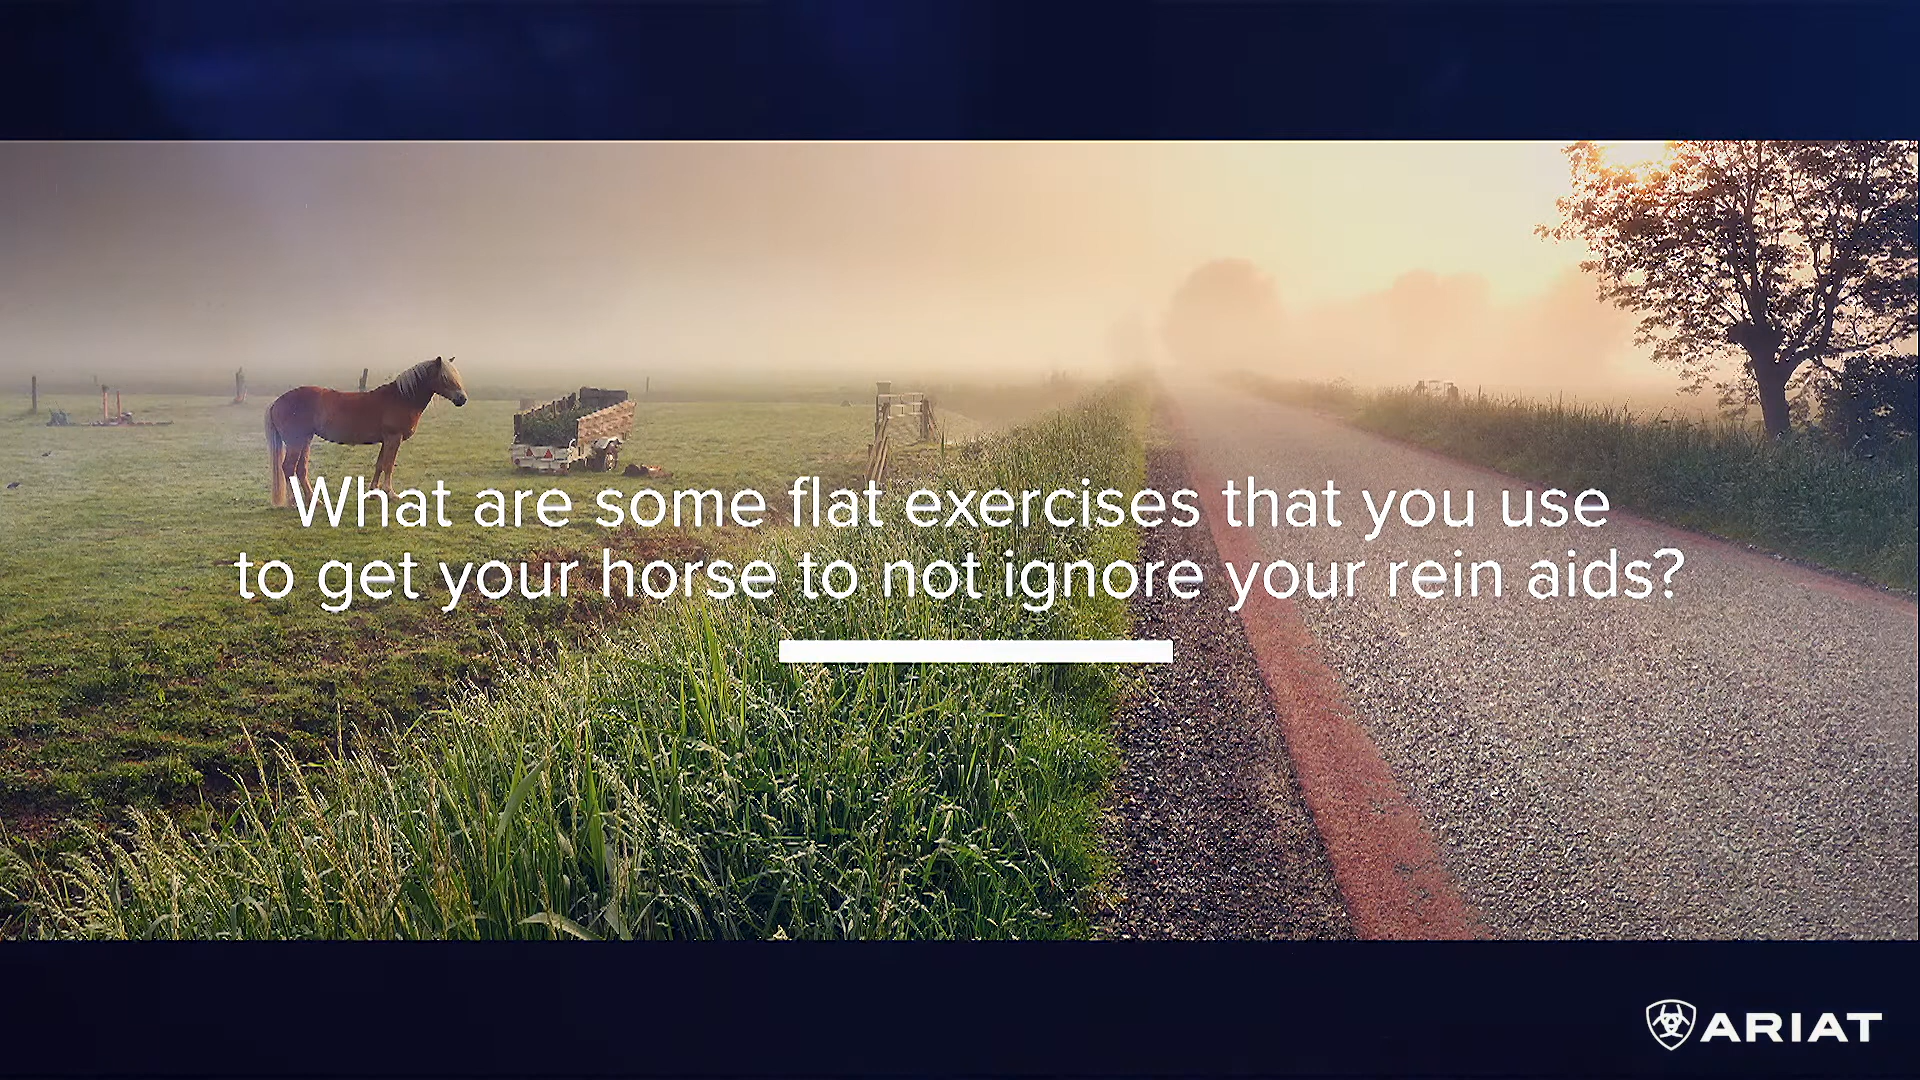 What are some flat exercises that you use
to get your horse to not ignore your rein aids?
ARIAT